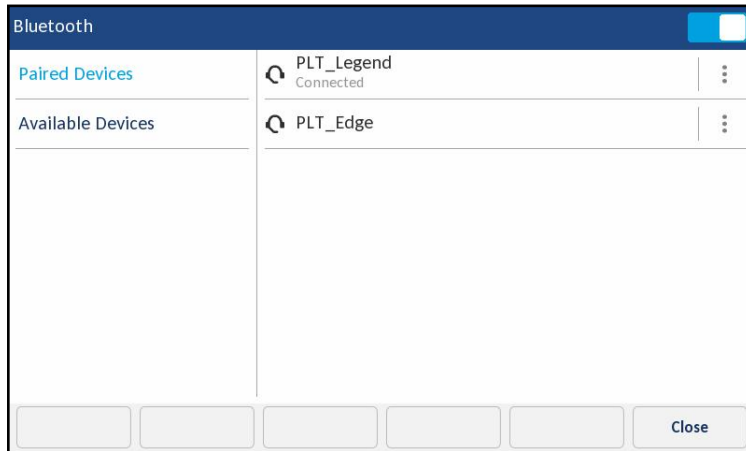 Bluetooth
Paired Devices
Available Devices
PLT_Legend
Connected
PLT_Edge
Close